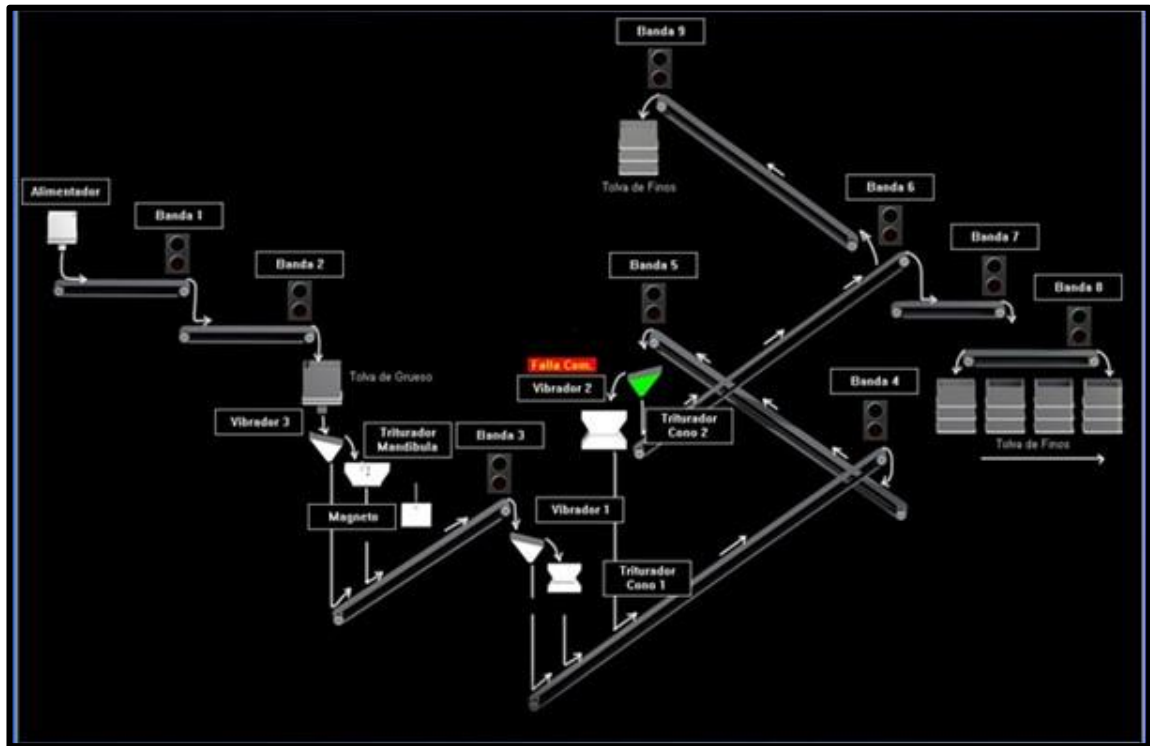 Banda 9
Tolva de Finos
Alimentador
Banda 1
Banda 6
Banda 2
Banda 5
Banda 7
Banda 8
Falla Com.
Tolva de Grueso
Vibrador 2
Banda 4
Vibrador 3
Triturador
Mandibula
Banda 3
Triturador
Cono 2
Tolva de Finos
Magneto
Vibrador 1
Triturador
Cono 1